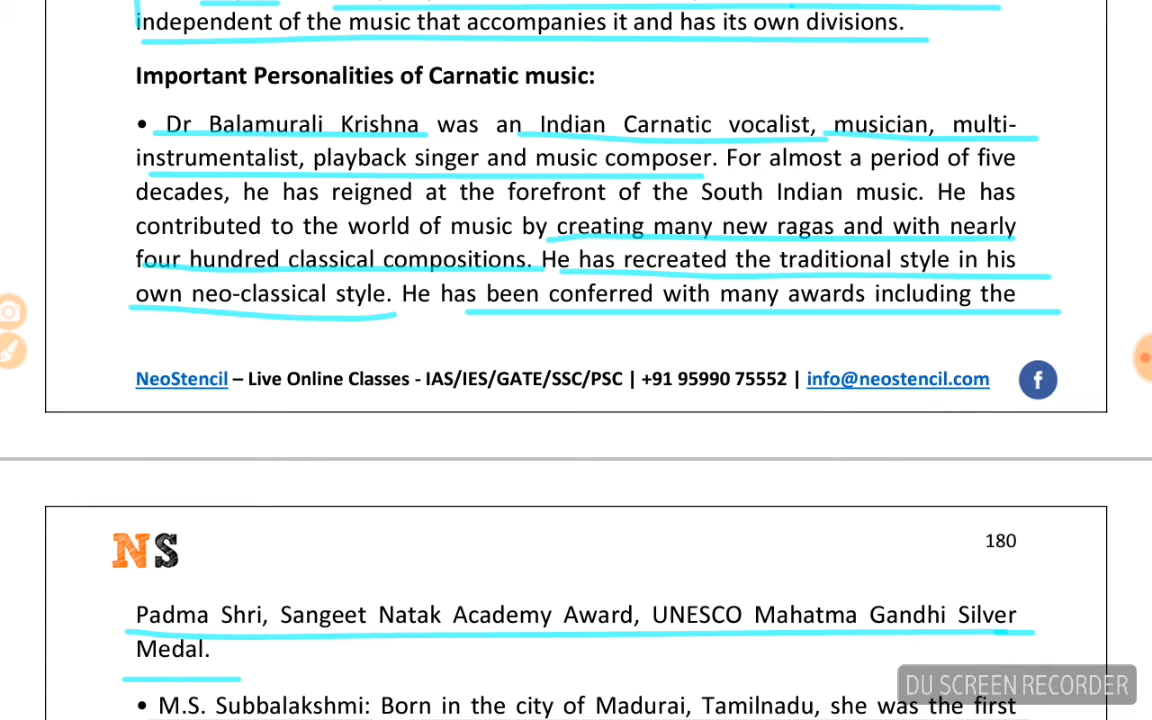 independent of the music that accompanies it and has its own divisions.
Important Personalities of Carnatic music:
• Dr Balamurali Krishna was an Indian Carnatic vocalist, musician, multi-
instrumentalist, playback singer and music composer. For almost a period of five
decades, he has reigned at the forefront of the South Indian music. He has
contributed to the world of music by creating many new ragas and with nearly
four hundred classical compositions. He has recreated the traditional style in his
own neo-classical style. He has been conferred with many awards including the
NeoStencil – Live Online Classes - IAS/IES/GATE/SSC/PSC | +91 95990 75552 | info@neostencil.com
f
NS
180
Padma Shri, Sangeet Natak Academy Award, UNESCO Mahatma Gandhi Silver
Medal.
DU SCREEN RECORDER
• M.S. Subbalakshmi: Born in the city of Madurai, Tamilnadu, she was the first